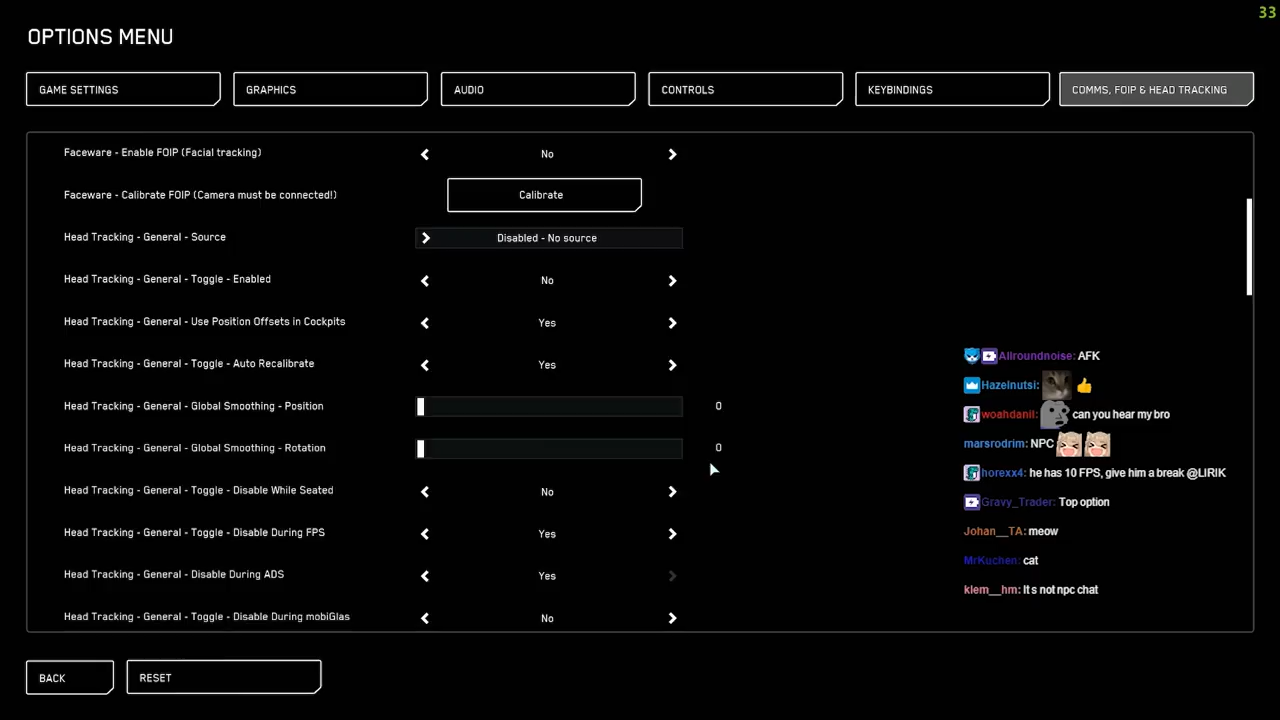 33
OPTIONS MENU
GAME SETTINGS
GRAPHICS
AUDIO
CONTROLS
KEYBINDINGS
COMMS, FOIP & HEAD TRACKING
Faceware - Enable FOIP (Facial tracking)
No
Faceware - Calibrate FOIP (Camera must be connected!)
Calibrate
Head Tracking - General - Source
Disabled - No source
Head Tracking - General - Toggle - Enabled
No
Head Tracking - General - Use Position Offsets in Cockpits
Yes
Head Tracking - General - Toggle - Auto Recalibrate
Yes
Head Tracking - General - Global Smoothing - Position
0
Head Tracking - General - Global Smoothing - Rotation
0
Head Tracking - General - Toggle - Disable While Seated
No
Head Tracking - General - Toggle - Disable During FPS
Yes
Head Tracking - General - Disable During ADS
Yes
Head Tracking - General - Toggle - Disable During mobiGlas
No
Allroundnoise: AFK
Hazelnutsi:
woahdanil: can you hear my bro
marsrodrim: NPC
horexx4: he has 10 FPS, give him a break @LIRIK
Gravy_Trader: Top option
Johan__TA: meow
MrKuchen: cat
klem__hm: It s not npc chat
BACK
RESET